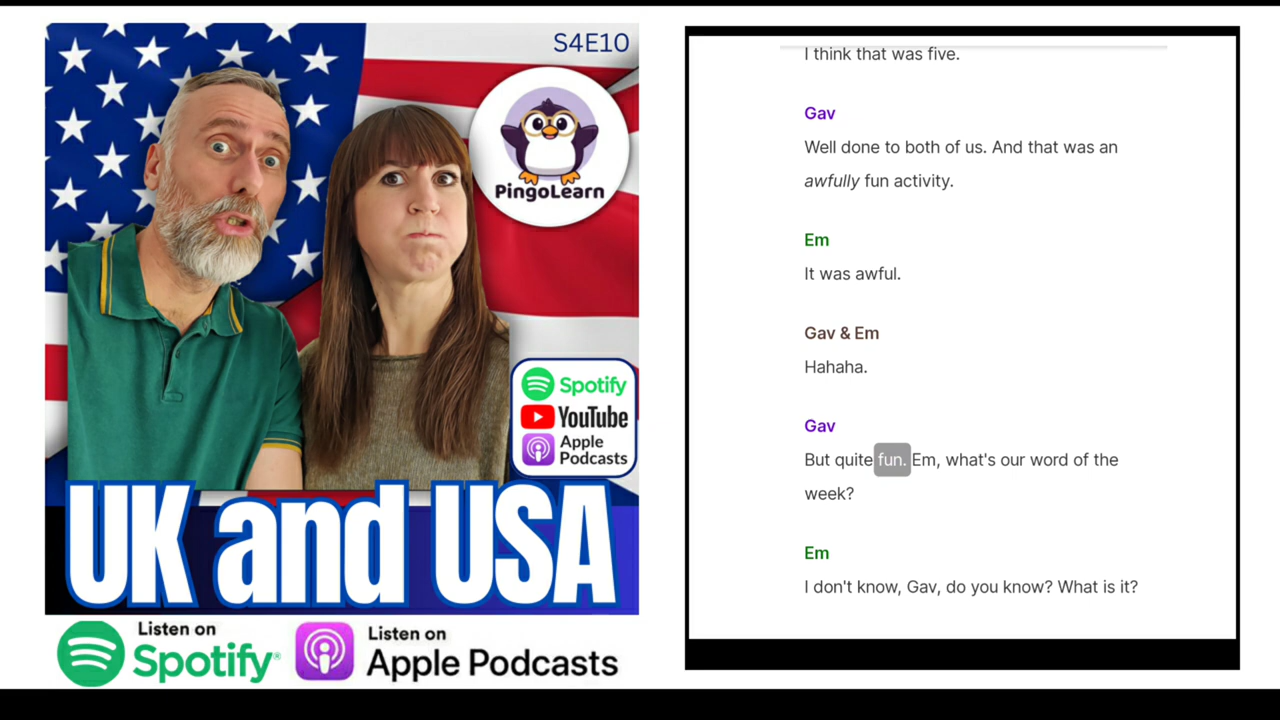 S4E10
PingoLearn
Spotify
YouTube
Apple
Podcasts
UK and USA
Listen on
Spotify
Listen on
Apple Podcasts
I think that was five.
Gav
Well done to both of us. And that was an
awfully fun activity.
Em
It was awful.
Gav & Em
Hahaha.
Gav
But quite fun. Em, what's our word of the
week?
Em
I don't know, Gav, do you know? What is it?